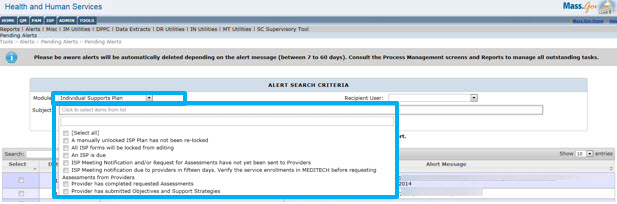 Health and Human Services
Mass.Gov
HOME QM PAM ISP ADMIN TOOLS
Mass.Gov Home
Reports | Alerts | Misc | IM Utilities | DPPC | Data Extracts | DR Utilities | IN Utilities | MT Utilities | SC Supervisory Tool
Pending Alerts
Tools > Alerts > Pending Alerts > Pending Alerts
Please be aware alerts will be automatically deleted depending on the alert message (between 7 to 60 days). Consult the Process Management screens and Reports to manage all outstanding tasks.
ALERT SEARCH CRITERIA
Module Individual Supports Plan Recipient User:
Subject Click to select items from list
[Select all]
A manually unlocked ISP Plan has not been re-locked
All ISP forms will be locked from editing
An ISP is due
ISP Meeting Notification and/or Request for Assessments have not yet been sent to Providers
ISP Meeting notification due to providers in fifteen days. Verify the service enrollments in MEDITECH before requesting
Assessments from Providers
Provider has completed requested Assessments
Provider has submitted Objectives and Support Strategies
rt.
Search: Show 10 entries
Select D Alert Message
2014